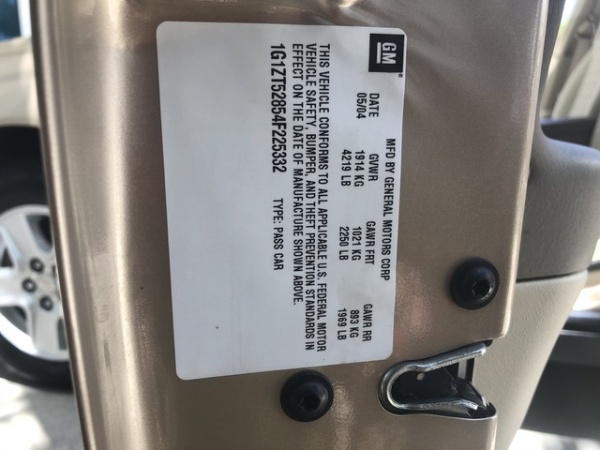 GM
MFD BY GENERAL MOTORS CORP
DATE GVWR GAWR FRT GAWR RR
05/04 1914 KG 1021 KG 893 KG
4219 LB 2250 LB 1969 LB
THIS VEHICLE CONFORMS TO ALL APPLICABLE U.S. FEDERAL MOTOR
VEHICLE SAFETY, BUMPER, AND THEFT PREVENTION STANDARDS IN
EFFECT ON THE DATE OF MANUFACTURE SHOWN ABOVE.
1G1ZT52854F225332 TYPE: PASS CAR